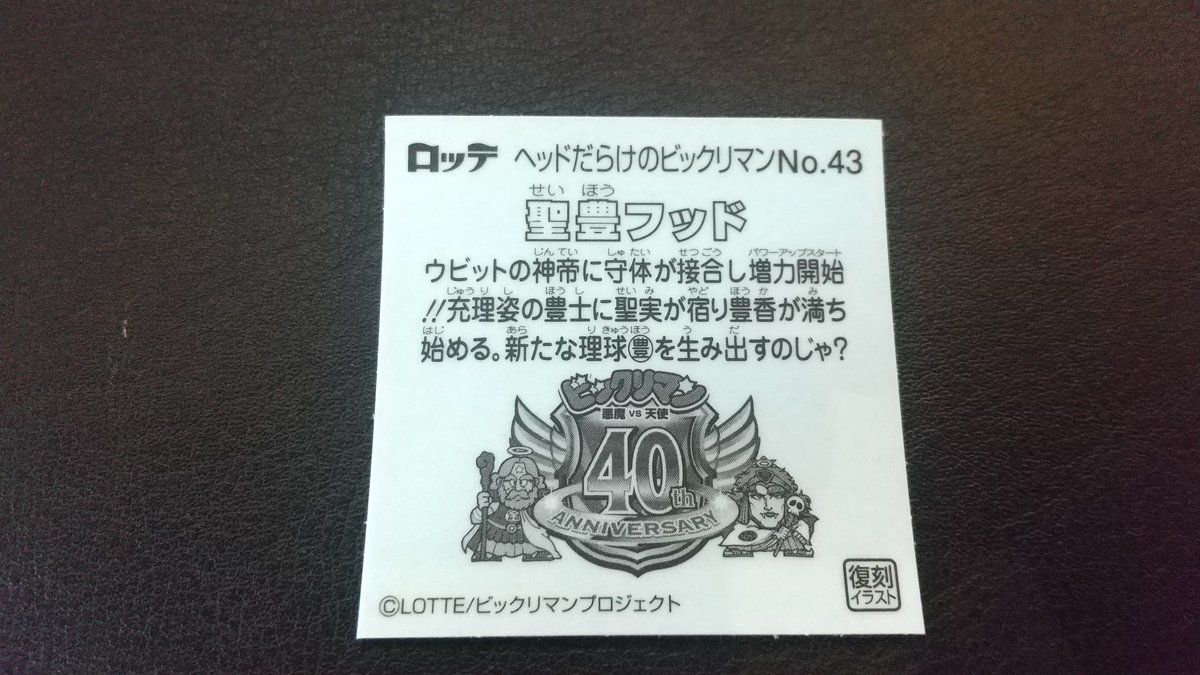 ロッテ ヘッドだらけのビックリマンNo.43
せい ほう
聖豊フッド
じんてい しゅたい せつごう パワーアップスタート
ウビットの神帝に守体が接合し増力開始
じゅうりし ほうし せいみ やど ほうか み
!!充理姿の豊士に聖実が宿り豊香が満ち
はじ あら りきゅうほう う だ
始める。新たな理球豊を生み出すのじゃ?
ビックリマン
悪魔 VS 天使
40th
ANNIVERSARY
©LOTTE/ビックリマンプロジェクト
復刻
イラスト